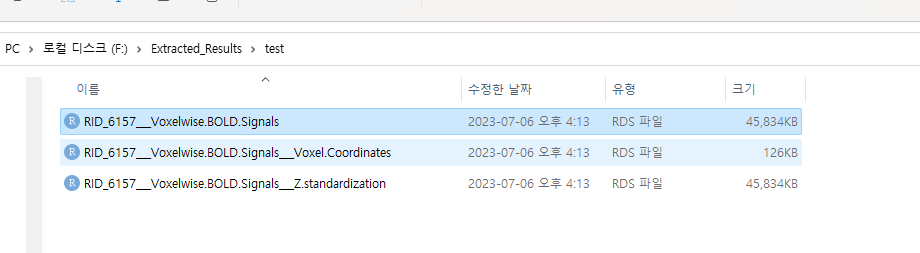 PC > 로컬 디스크 (F:) > Extracted_Results > test
이름 수정한 날짜 유형 크기
R RID_6157___Voxelwise.BOLD.Signals 2023-07-06 오후 4:13 RDS 파일 45,834KB
R RID_6157___Voxelwise.BOLD.Signals___Voxel.Coordinates 2023-07-06 오후 4:13 RDS 파일 126KB
R RID_6157___Voxelwise.BOLD.Signals___Z.standardization 2023-07-06 오후 4:13 RDS 파일 45,834KB